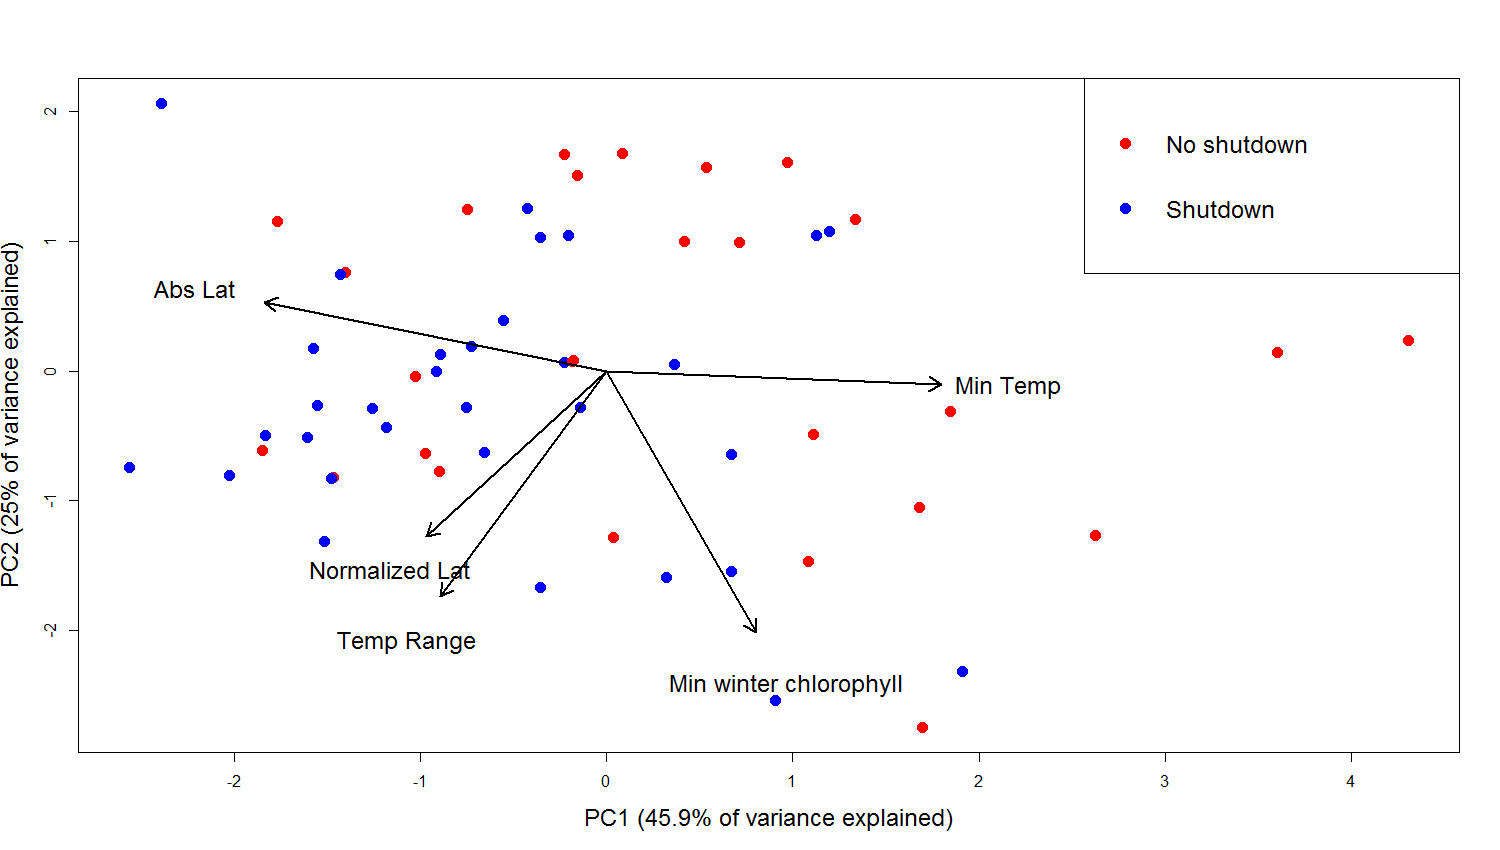 No shutdown
Shutdown
Abs Lat
Min Temp
Normalized Lat
Temp Range
Min winter chlorophyll
2
1
0
-1
-2
PC2 (25% of variance explained)
-2
-1
0
1
2
3
4
PC1 (45.9% of variance explained)